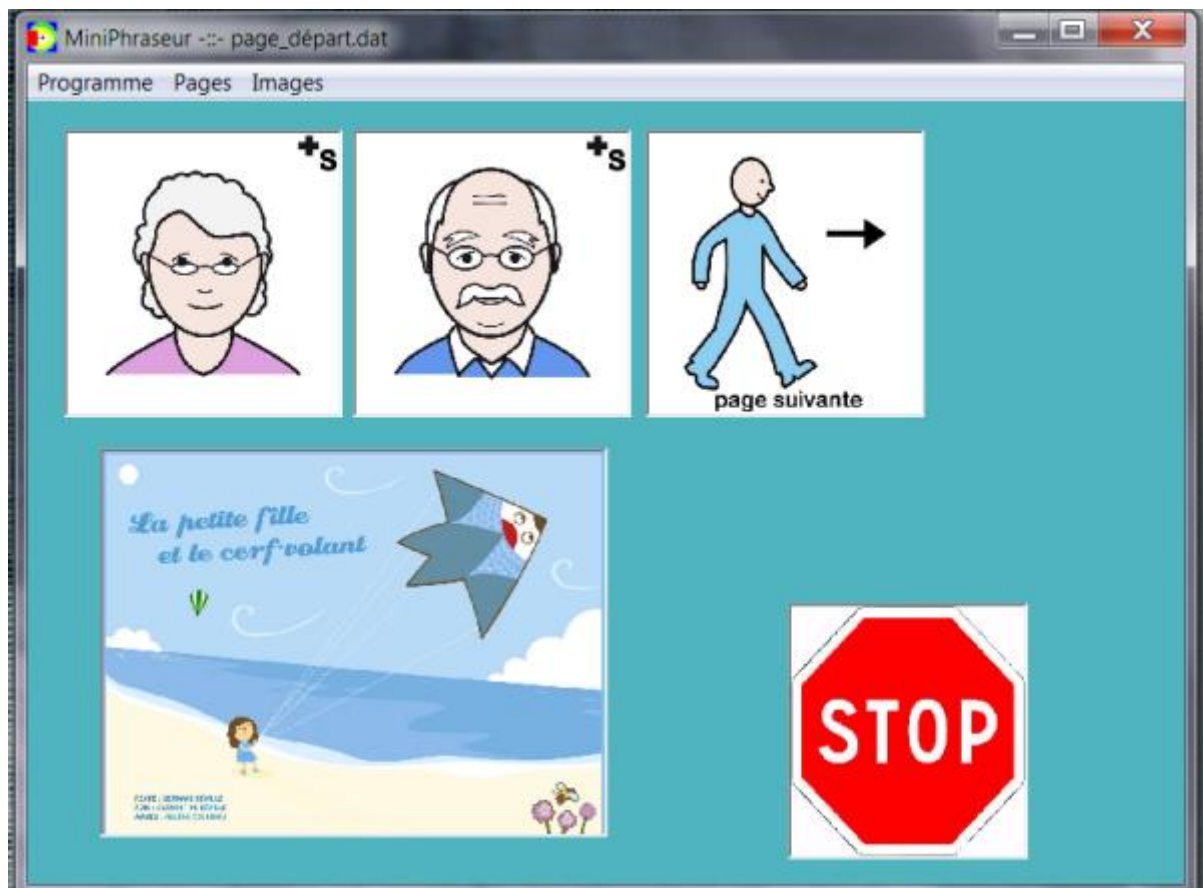 MiniPhraseur -::- page_départ.dat
Programme Pages Images
+s
+s
page suivante
La petite fille
et le cerf-volant
STOP